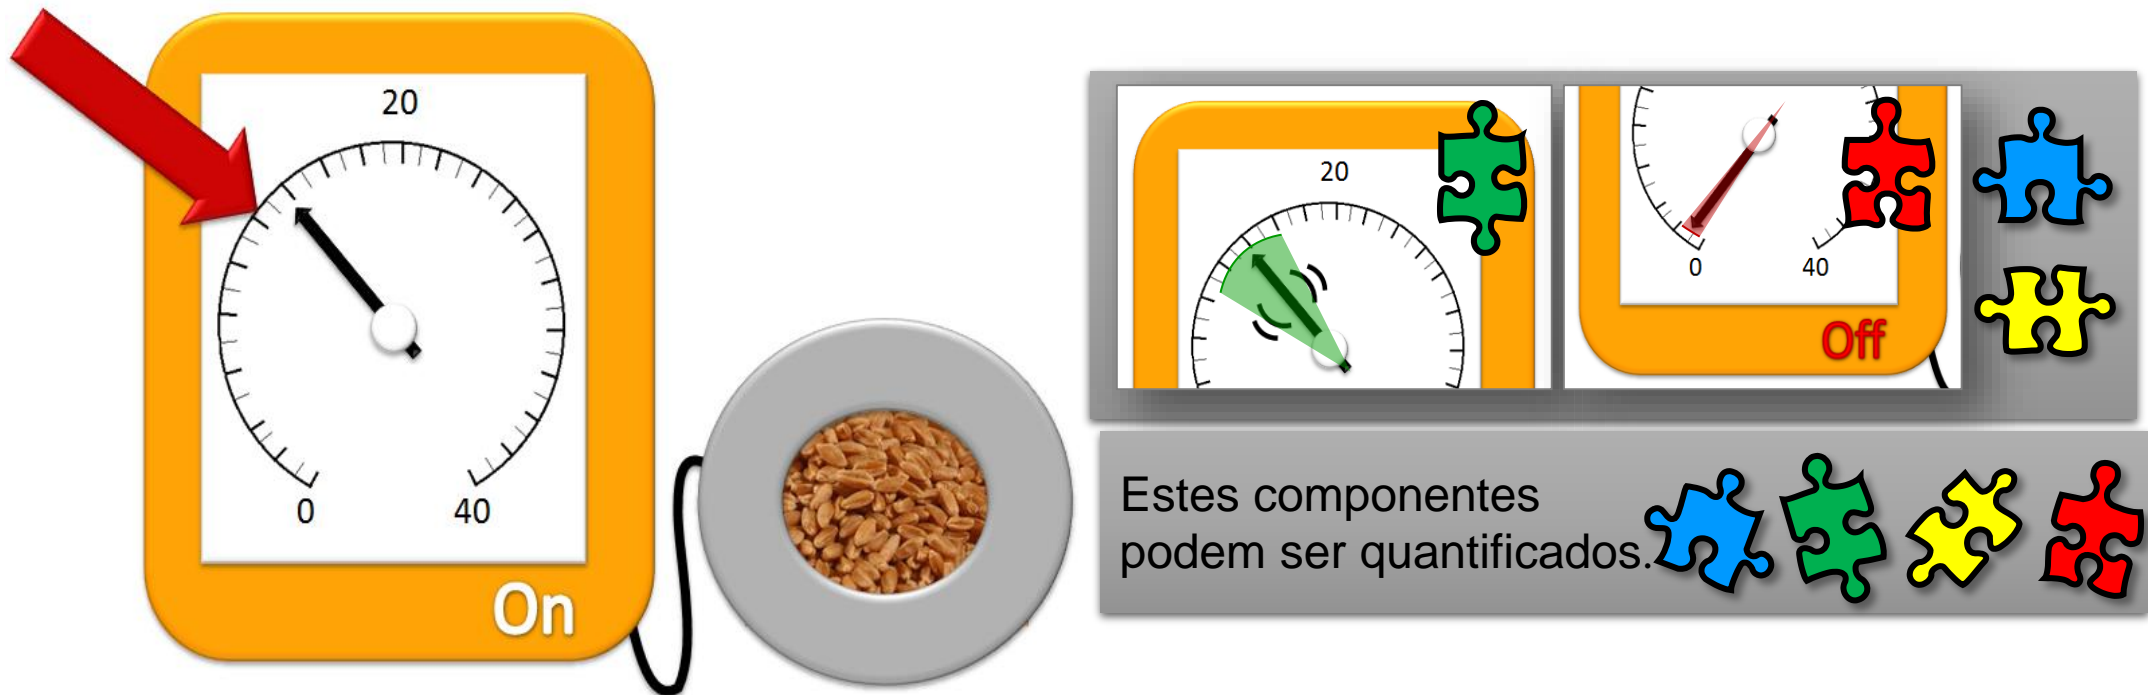 20
0
40
On
20
0
40
Off
Estes componentes
podem ser quantificados.